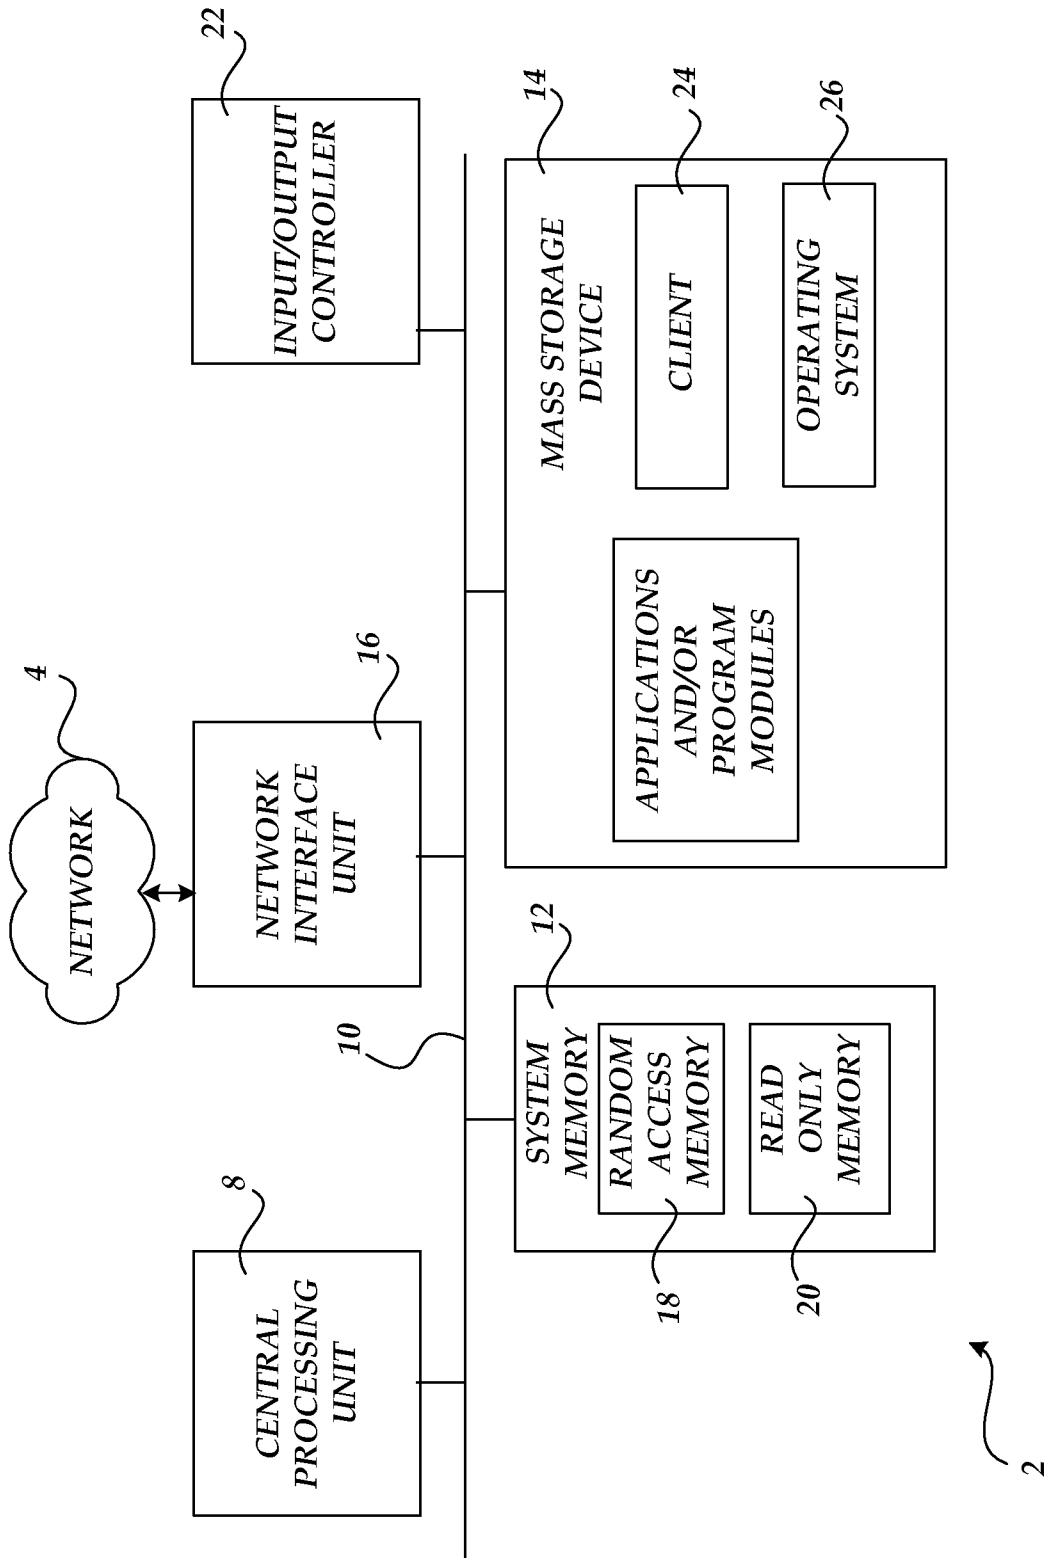 NETWORK
4
CENTRAL
PROCESSING
UNIT
8
NETWORK
INTERFACE
UNIT
16
INPUT/OUTPUT
CONTROLLER
22
10
SYSTEM
MEMORY
12
RANDOM
ACCESS
MEMORY
18
READ
ONLY
MEMORY
20
MASS STORAGE
DEVICE
14
APPLICATIONS
AND/OR
PROGRAM
MODULES
CLIENT
24
OPERATING
SYSTEM
26
2